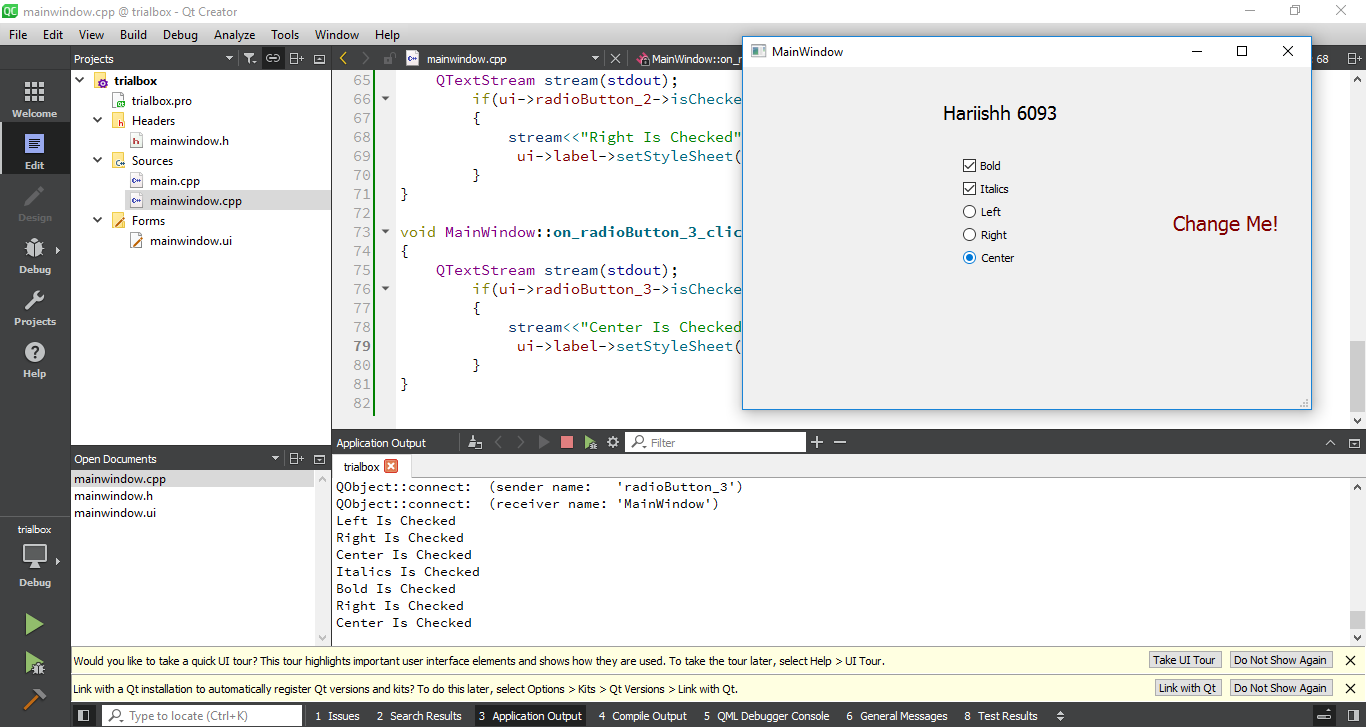 mainwindow.cpp @ trialbox - Qt Creator
File Edit View Build Debug Analyze Tools Window Help
Projects
mainwindow.cpp
MainWindow::on_r
68
Welcome
Edit
Design
Debug
Projects
Help
trialbox
Debug
trialbox
trialbox.pro
Headers
mainwindow.h
Sources
main.cpp
mainwindow.cpp
Forms
mainwindow.ui
Open Documents
mainwindow.cpp
mainwindow.h
mainwindow.ui
65 QTextStream stream(stdout);
66 if(ui->radioButton_2->isChecke
67 {
68 stream<<"Right Is Checked"
69 ui->label->setStyleSheet(
70 }
71 }
72
73 void MainWindow::on_radioButton_3_clic
74 {
75 QTextStream stream(stdout);
76 if(ui->radioButton_3->isChecke
77 {
78 stream<<"Center Is Checked
79 ui->label->setStyleSheet(
80 }
81 }
82
MainWindow
Hariishh 6093
Bold
Italics
Left
Right
Center
Change Me!
Application Output
Filter
trialbox
QObject::connect: (sender name: 'radioButton_3')
QObject::connect: (receiver name: 'MainWindow')
Left Is Checked
Right Is Checked
Center Is Checked
Italics Is Checked
Bold Is Checked
Right Is Checked
Center Is Checked
Would you like to take a quick UI tour? This tour highlights important user interface elements and shows how they are used. To take the tour later, select Help > UI Tour.
Take UI Tour Do Not Show Again
Link with a Qt installation to automatically register Qt versions and kits? To do this later, select Options > Kits > Qt Versions > Link with Qt.
Link with Qt Do Not Show Again
Type to locate (Ctrl+K) 1 Issues 2 Search Results 3 Application Output 4 Compile Output 5 QML Debugger Console 6 General Messages 8 Test Results